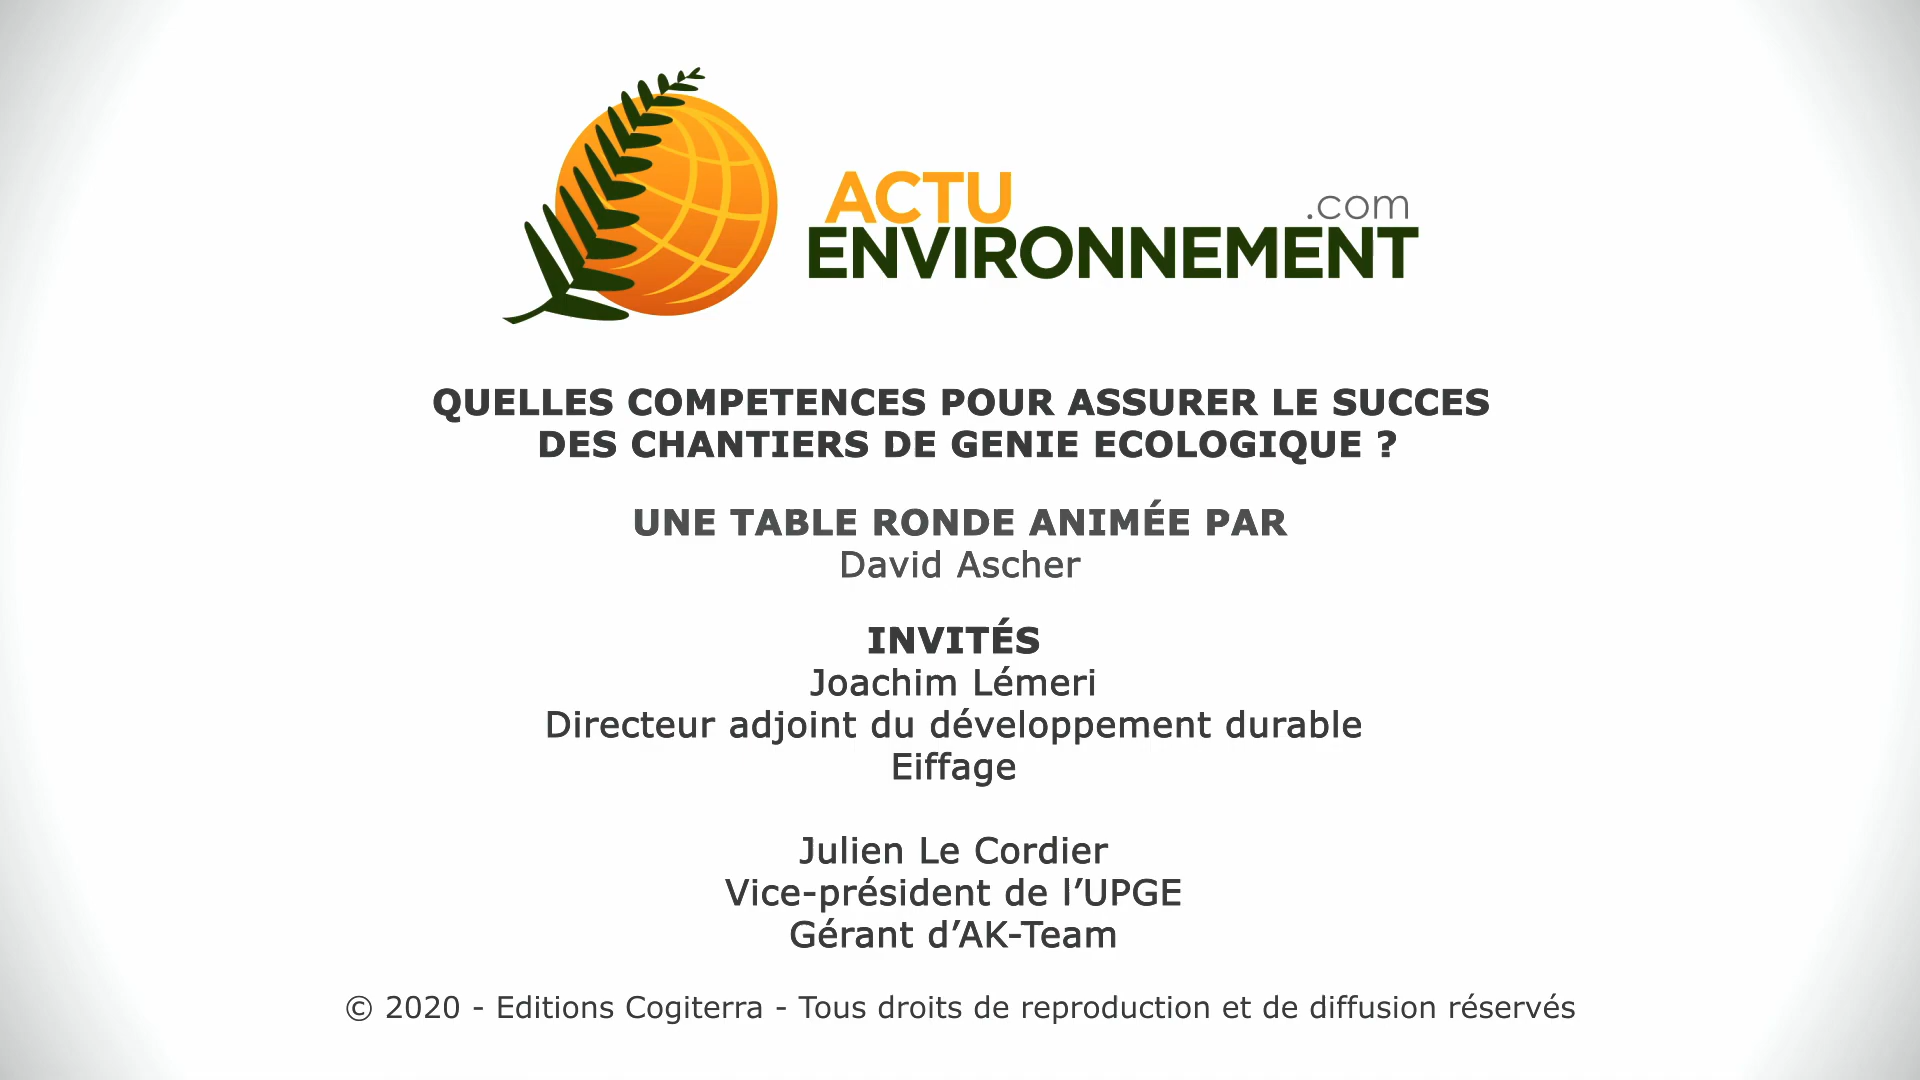 ACTU
.com
ENVIRONNEMENT
QUELLES COMPETENCES POUR ASSURER LE SUCCES
DES CHANTIERS DE GENIE ECOLOGIQUE ?
UNE TABLE RONDE ANIMÉE PAR
David Ascher
INVITÉS
Joachim Lémeri
Directeur adjoint du développement durable
Eiffage
Julien Le Cordier
Vice-président de l’UPGE
Gérant d’AK-Team
© 2020 - Editions Cogiterra - Tous droits de reproduction et de diffusion réservés